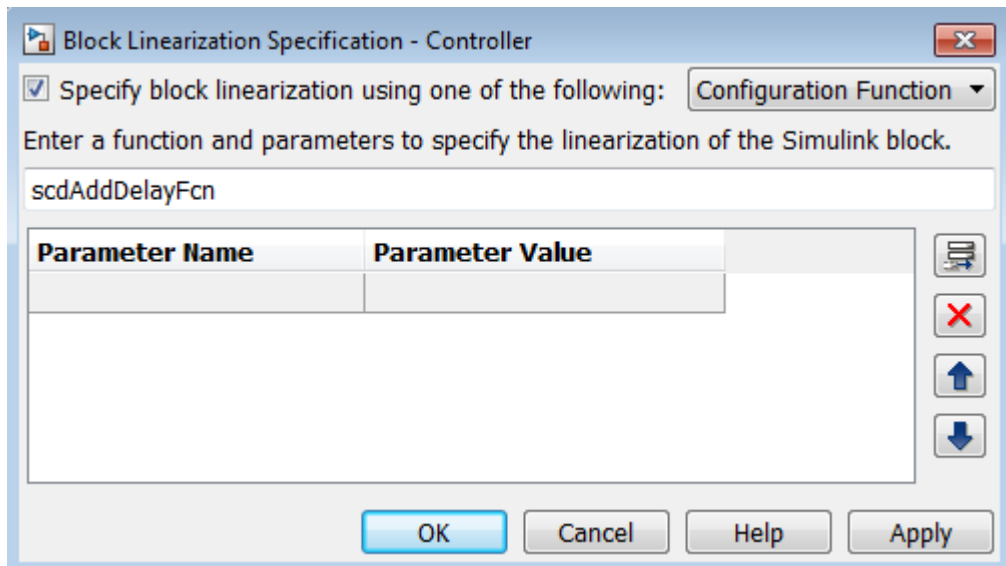 Block Linearization Specification - Controller
Specify block linearization using one of the following: Configuration Function
Enter a function and parameters to specify the linearization of the Simulink block.
scdAddDelayFcn
Parameter Name Parameter Value
OK Cancel Help Apply